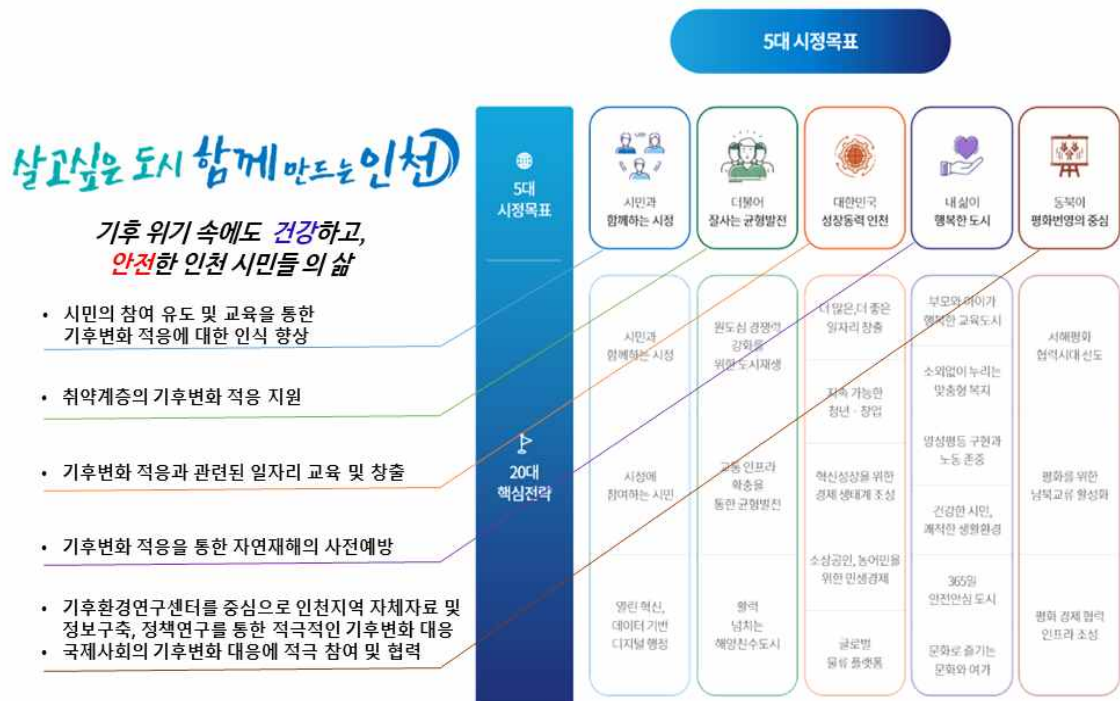 5대 시정목표
살고싶은 도시 함께 만드는 인천
기후 위기 속에도 건강하고,
안전한 인천 시민들 의 삶
• 시민의 참여 유도 및 교육을 통한
기후변화 적응에 대한 인식 향상
• 취약계층의 기후변화 적응 지원
• 기후변화 적응과 관련된 일자리 교육 및 창출
• 기후변화 적응을 통한 자연재해의 사전예방
• 기후환경연구센터를 중심으로 인천지역 자체자료 및
정보구축, 정책연구를 통한 적극적인 기후변화 대응
• 국제사회의 기후변화 대응에 적극 참여 및 협력
5대
시정목표
시민과
함께하는 시정
더불어
잘사는 균형발전
대한민국
성장동력 인천
내 삶이
행복한 도시
동북아
평화번영의 중심
20대
핵심전략
시민과
함께하는 시정
시정에
참여하는 시민
열린 혁신,
데이터 기반
디지털 행정
원도심 경쟁력
강화를
위한 도시재생
교통 인프라
확충을
통한 균형발전
활력
넘치는
해양친수도시
더 많은,더 좋은
일자리 창출
지속 가능한
청년 · 창업
혁신성장을 위한
경제 생태계 조성
소상공인, 농어민을
위한 민생경제
글로벌
물류 플랫폼
부모와 아이가
행복한 교육도시
소외없이 누리는
맞춤형 복지
양성평등 구현과
노동 존중
건강한 시민,
쾌적한 생활환경
365일
안전안심 도시
문화로 즐기는
문화와 여가
서해평화
협력시대 선도
평화를 위한
남북교류 활성화
평화 경제 협력
인프라 조성